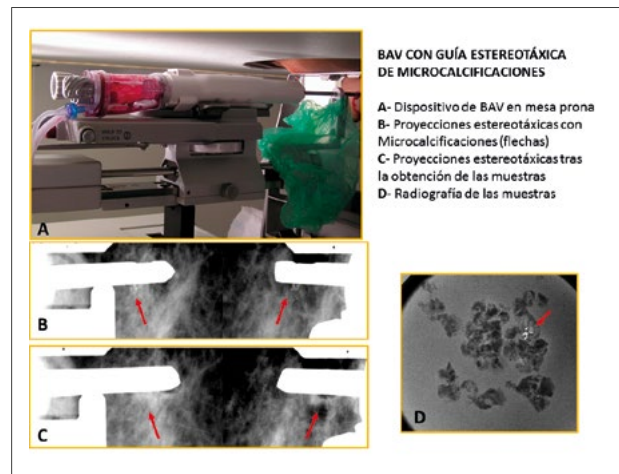 BAV CON GUÍA ESTEREOTÁXICA
DE MICROCALCIFICACIONES
A- Dispositivo de BAV en mesa prona
B- Proyecciones estereotáxicas con
Microcalcificaciones (flechas)
C- Proyecciones estereotáxicas tras
la obtención de las muestras
D- Radiografía de las muestras
A
B
C
D